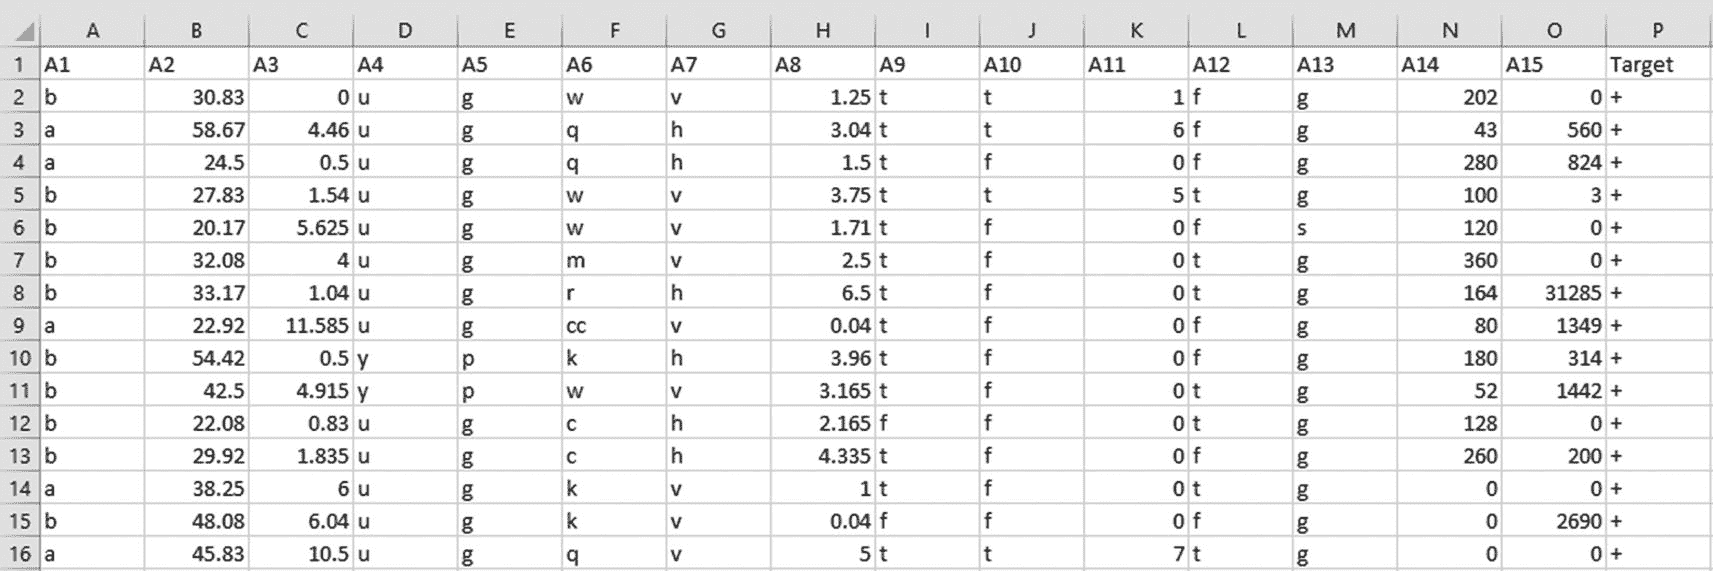 A B C D E F G H I J K L M N O P
1 A1 A2 A3 A4 A5 A6 A7 A8 A9 A10 A11 A12 A13 A14 A15 Target
2 b 30.83 0 u g w v 1.25 t t 1 f g 202 0 +
3 a 58.67 4.46 u g q h 3.04 t t 6 f g 43 560 +
4 a 24.5 0.5 u g q h 1.5 t f 0 f g 280 824 +
5 b 27.83 1.54 u g w v 3.75 t t 5 t g 100 3 +
6 b 20.17 5.625 u g w v 1.71 t f 0 f s 120 0 +
7 b 32.08 4 u g m v 2.5 t f 0 t g 360 0 +
8 b 33.17 1.04 u g r h 6.5 t f 0 t g 164 31285 +
9 a 22.92 11.585 u g cc v 0.04 t f 0 f g 80 1349 +
10 b 54.42 0.5 y p k h 3.96 t f 0 f g 180 314 +
11 b 42.5 4.915 y p w v 3.165 t f 0 t g 52 1442 +
12 b 22.08 0.83 u g c h 2.165 f f 0 t g 128 0 +
13 b 29.92 1.835 u g c h 4.335 t f 0 f g 260 200 +
14 a 38.25 6 u g k v 1 t f 0 t g 0 0 +
15 b 48.08 6.04 u g k v 0.04 f f 0 f g 0 2690 +
16 a 45.83 10.5 u g q v 5 t t 7 t g 0 0 +